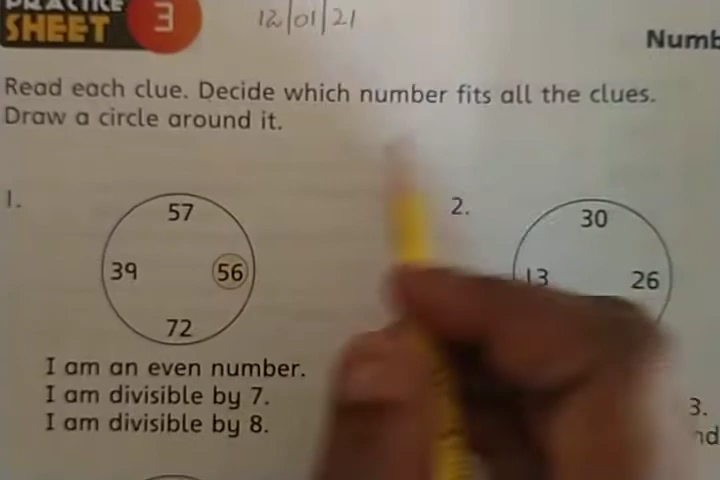 PRACTICE
SHEET 3
12/01/21
Read each clue. Decide which number fits all the clues.
Draw a circle around it.
1.
57
39
56
72
I am an even number.
I am divisible by 7.
I am divisible by 8.
2.
30
13
26
3.